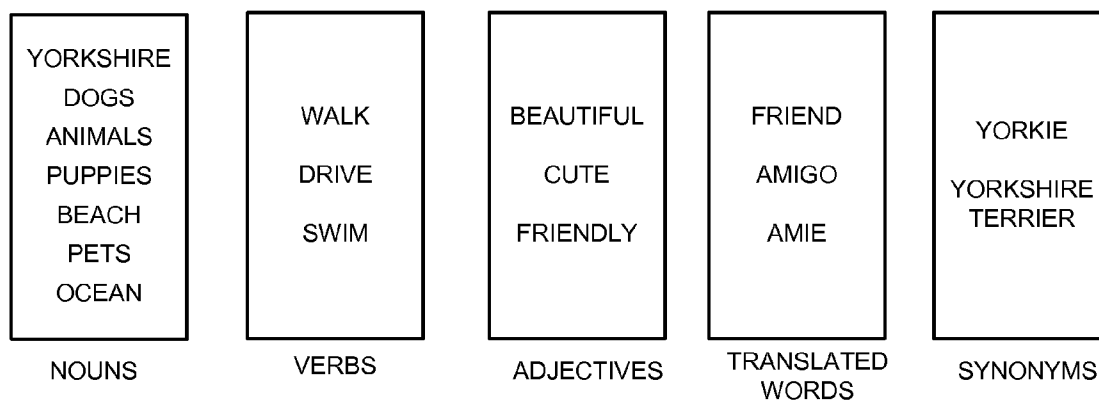 YORKSHIRE
DOGS
ANIMALS
PUPPIES
BEACH
PETS
OCEAN
NOUNS
WALK
DRIVE
SWIM
VERBS
BEAUTIFUL
CUTE
FRIENDLY
ADJECTIVES
FRIEND
AMIGO
AMIE
TRANSLATED
WORDS
YORKIE
YORKSHIRE
TERRIER
SYNONYMS